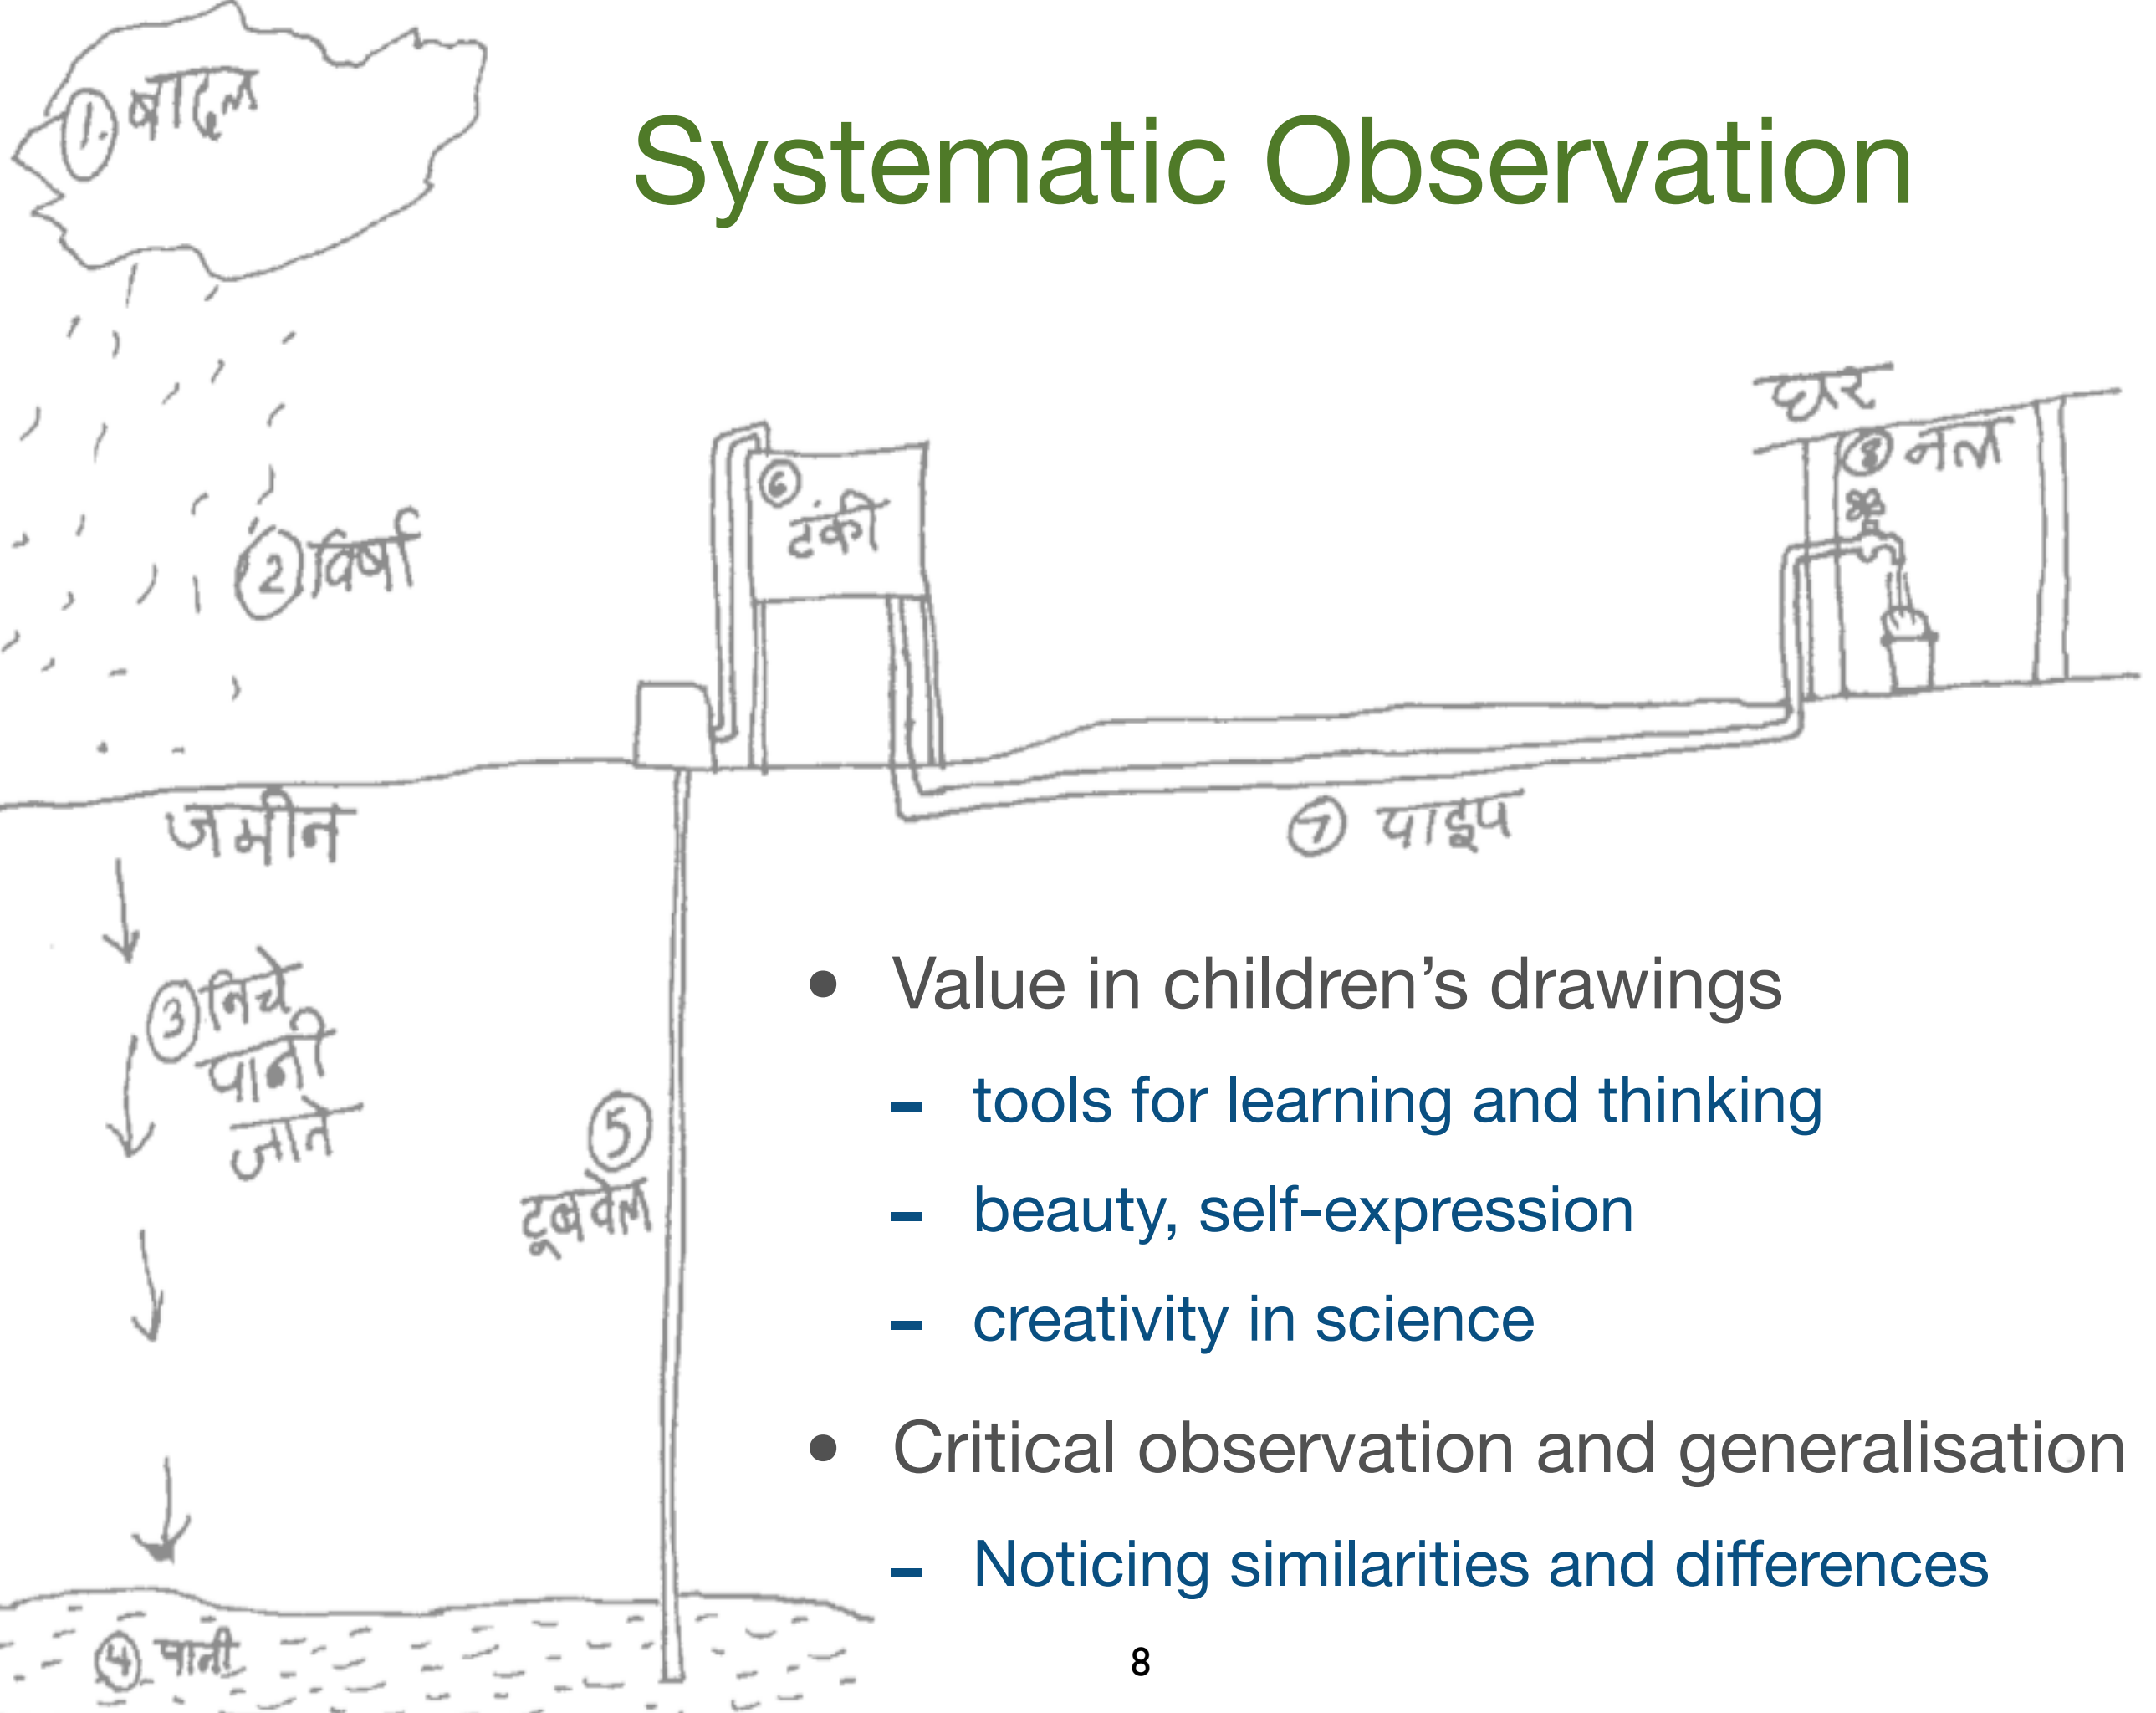 ① बादल
Systematic Observation
② विर्षा
⑥
टंकी
घर
⑧ नल
जमीन
⑦ पाइप
③ निचे
पानी
जाते
⑤
टूबवेल
④ पानी
• Value in children’s drawings
- tools for learning and thinking
- beauty, self-expression
- creativity in science
• Critical observation and generalisation
- Noticing similarities and differences
8